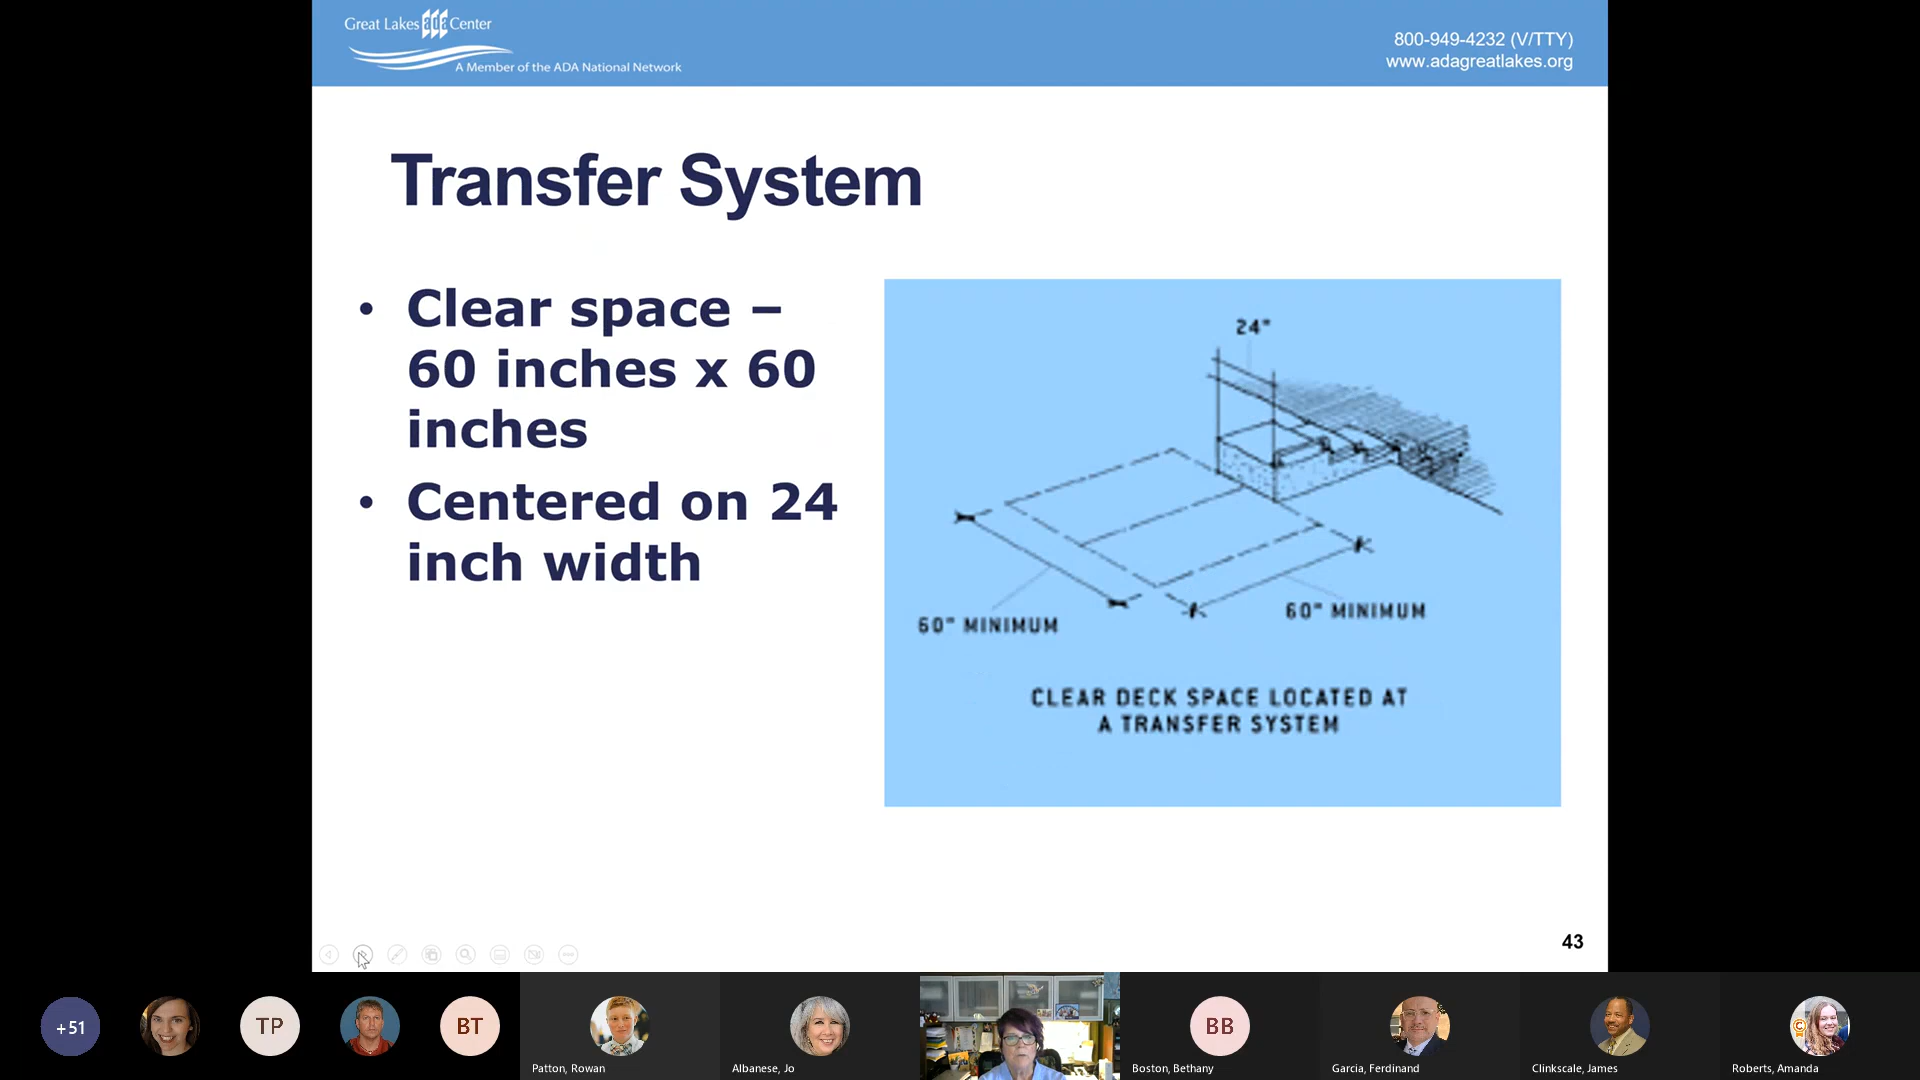 Great Lakes ada Center
A Member of the ADA National Network
800-949-4232 (V/TTY)
www.adagreatlakes.org
Transfer System
• Clear space –
60 inches x 60
inches
• Centered on 24
inch width
24"
60" MINIMUM
60" MINIMUM
CLEAR DECK SPACE LOCATED AT
A TRANSFER SYSTEM
43
+51
TP
BT
BB
Patton, Rowan
Albanese, Jo
Boston, Bethany
Garcia, Ferdinand
Clinkscale, James
Roberts, Amanda